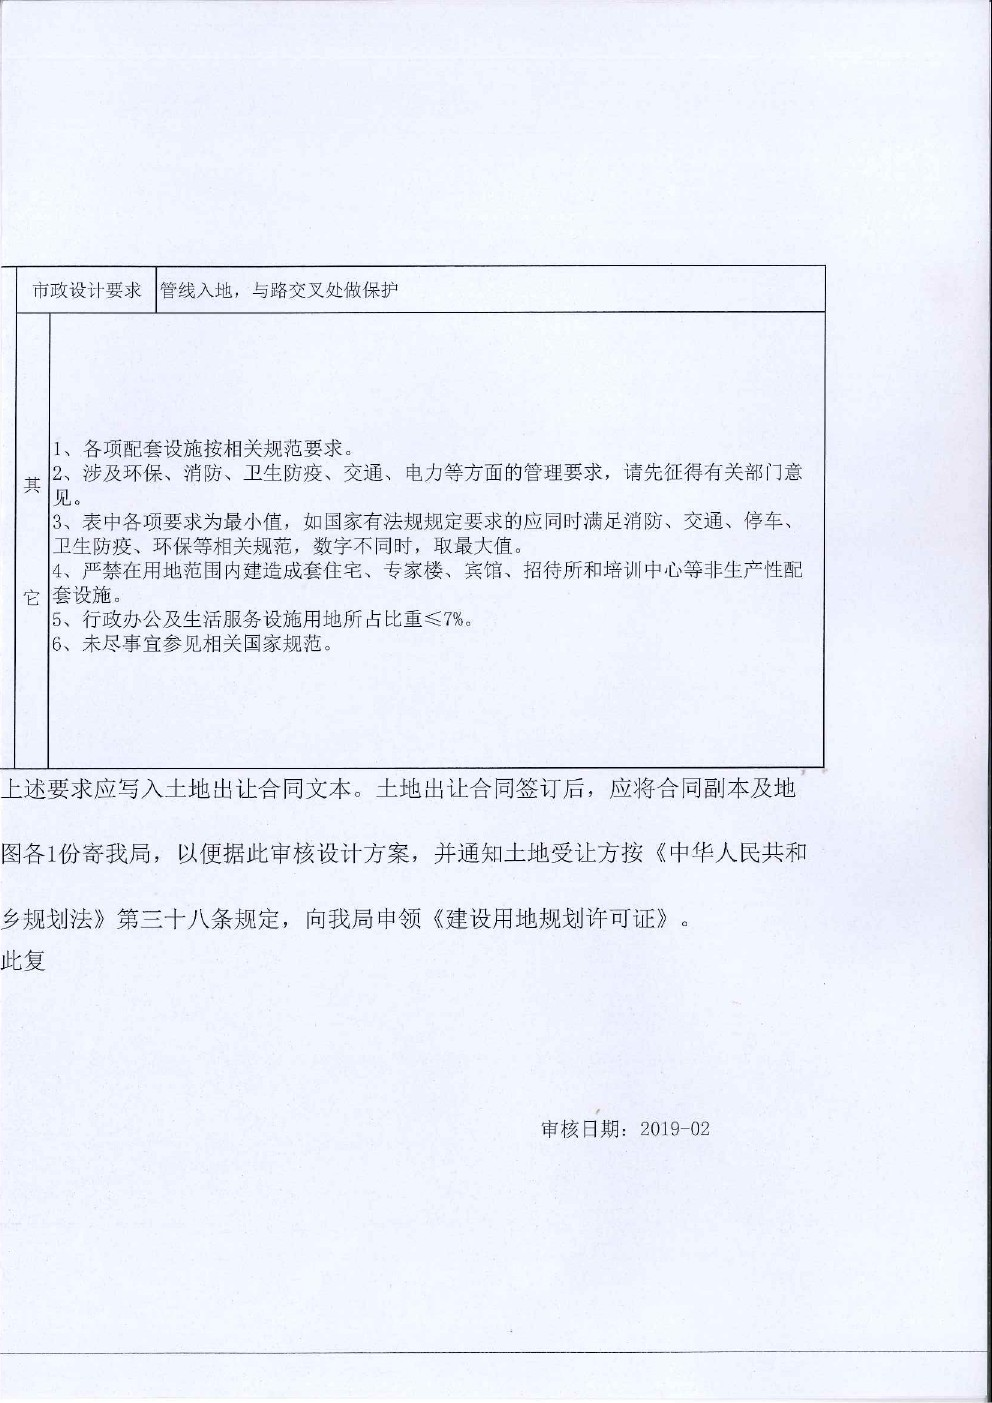 市政设计要求 管线入地，与路交叉处做保护
其它
1、各项配套设施按相关规范要求。
2、涉及环保、消防、卫生防疫、交通、电力等方面的管理要求，请先征得有关部门意
见。
3、表中各项要求为最小值，如国家有法规规定要求的应同时满足消防、交通、停车、
卫生防疫、环保等相关规范，数字不同时，取最大值。
4、严禁在用地范围内建造成套住宅、专家楼、宾馆、招待所和培训中心等非生产性配
套设施。
5、行政办公及生活服务设施用地所占比重≤7%。
6、未尽事宜参见相关国家规范。
上述要求应写入土地出让合同文本。土地出让合同签订后，应将合同副本及地
图各1份寄我局，以便据此审核设计方案，并通知土地受让方按《中华人民共和
乡规划法》第三十八条规定，向我局申领《建设用地规划许可证》。
此复
审核日期：2019-02